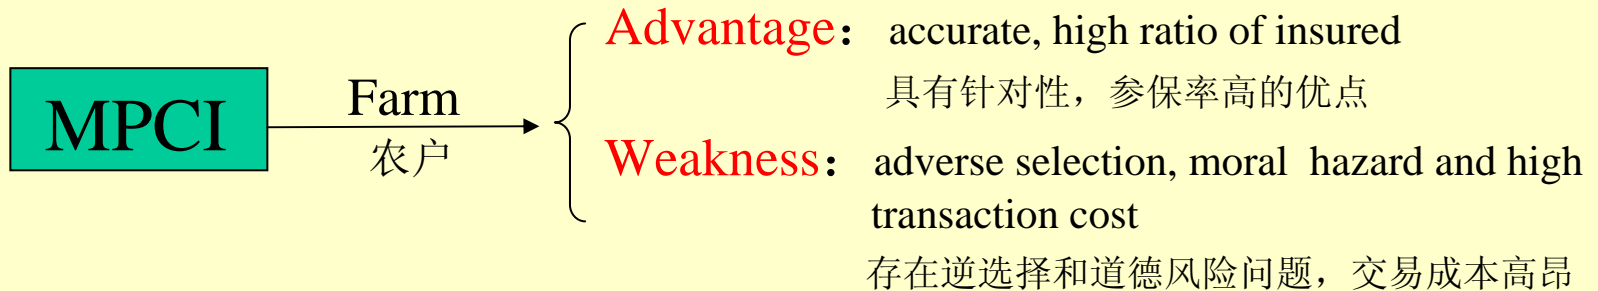 MPCI
Farm
农户
Advantage： accurate, high ratio of insured
具有针对性，参保率高的优点
Weakness： adverse selection, moral hazard and high
transaction cost
存在逆选择和道德风险问题，交易成本高昂